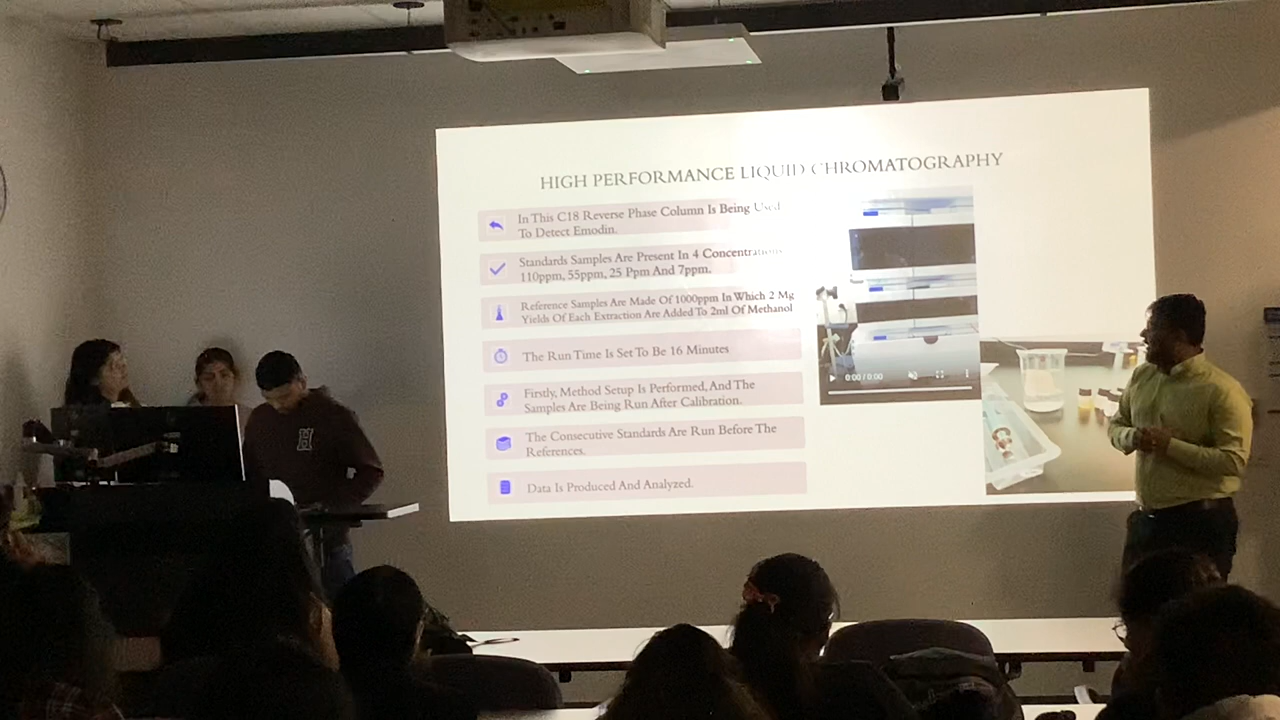 HIGH PERFORMANCE LIQUID CHROMATOGRAPHY
In This C18 Reverse Phase Column Is Being Used
To Detect Emodin.
Standards Samples Are Present In 4 Concentrations
110ppm, 55ppm, 25 Ppm And 7ppm.
Reference Samples Are Made Of 1000ppm In Which 2 Mg
Yields Of Each Extraction Are Added To 2ml Of Methanol
The Run Time Is Set To Be 16 Minutes
Firstly, Method Setup Is Performed, And The
Samples Are Being Run After Calibration.
The Consecutive Standards Are Run Before The
References.
Data Is Produced And Analyzed.
0:00 / 0:00
H